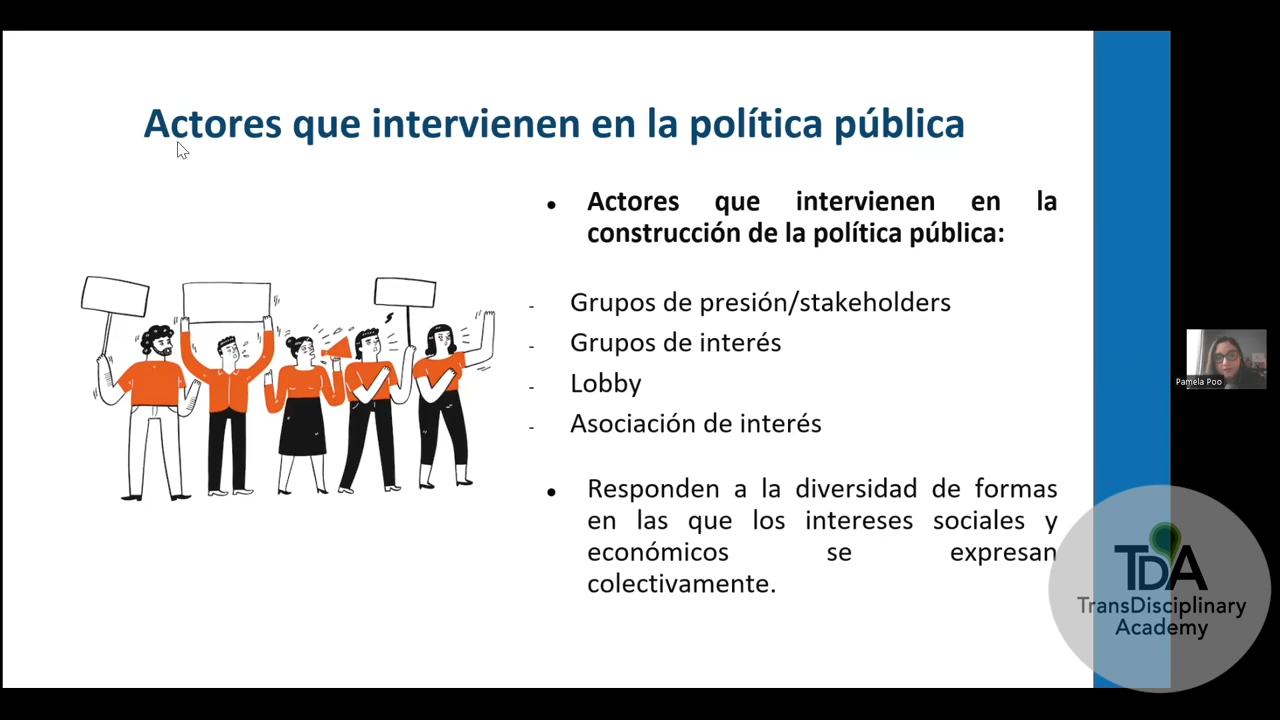 Actores que intervienen en la política pública
● Actores que intervienen en la
construcción de la política pública:
- Grupos de presión/stakeholders
- Grupos de interés
- Lobby
- Asociación de interés
● Responden a la diversidad de formas
en las que los intereses sociales y
económicos se expresan
colectivamente.
Pamela Poo
TDA
TransDisciplinary
Academy